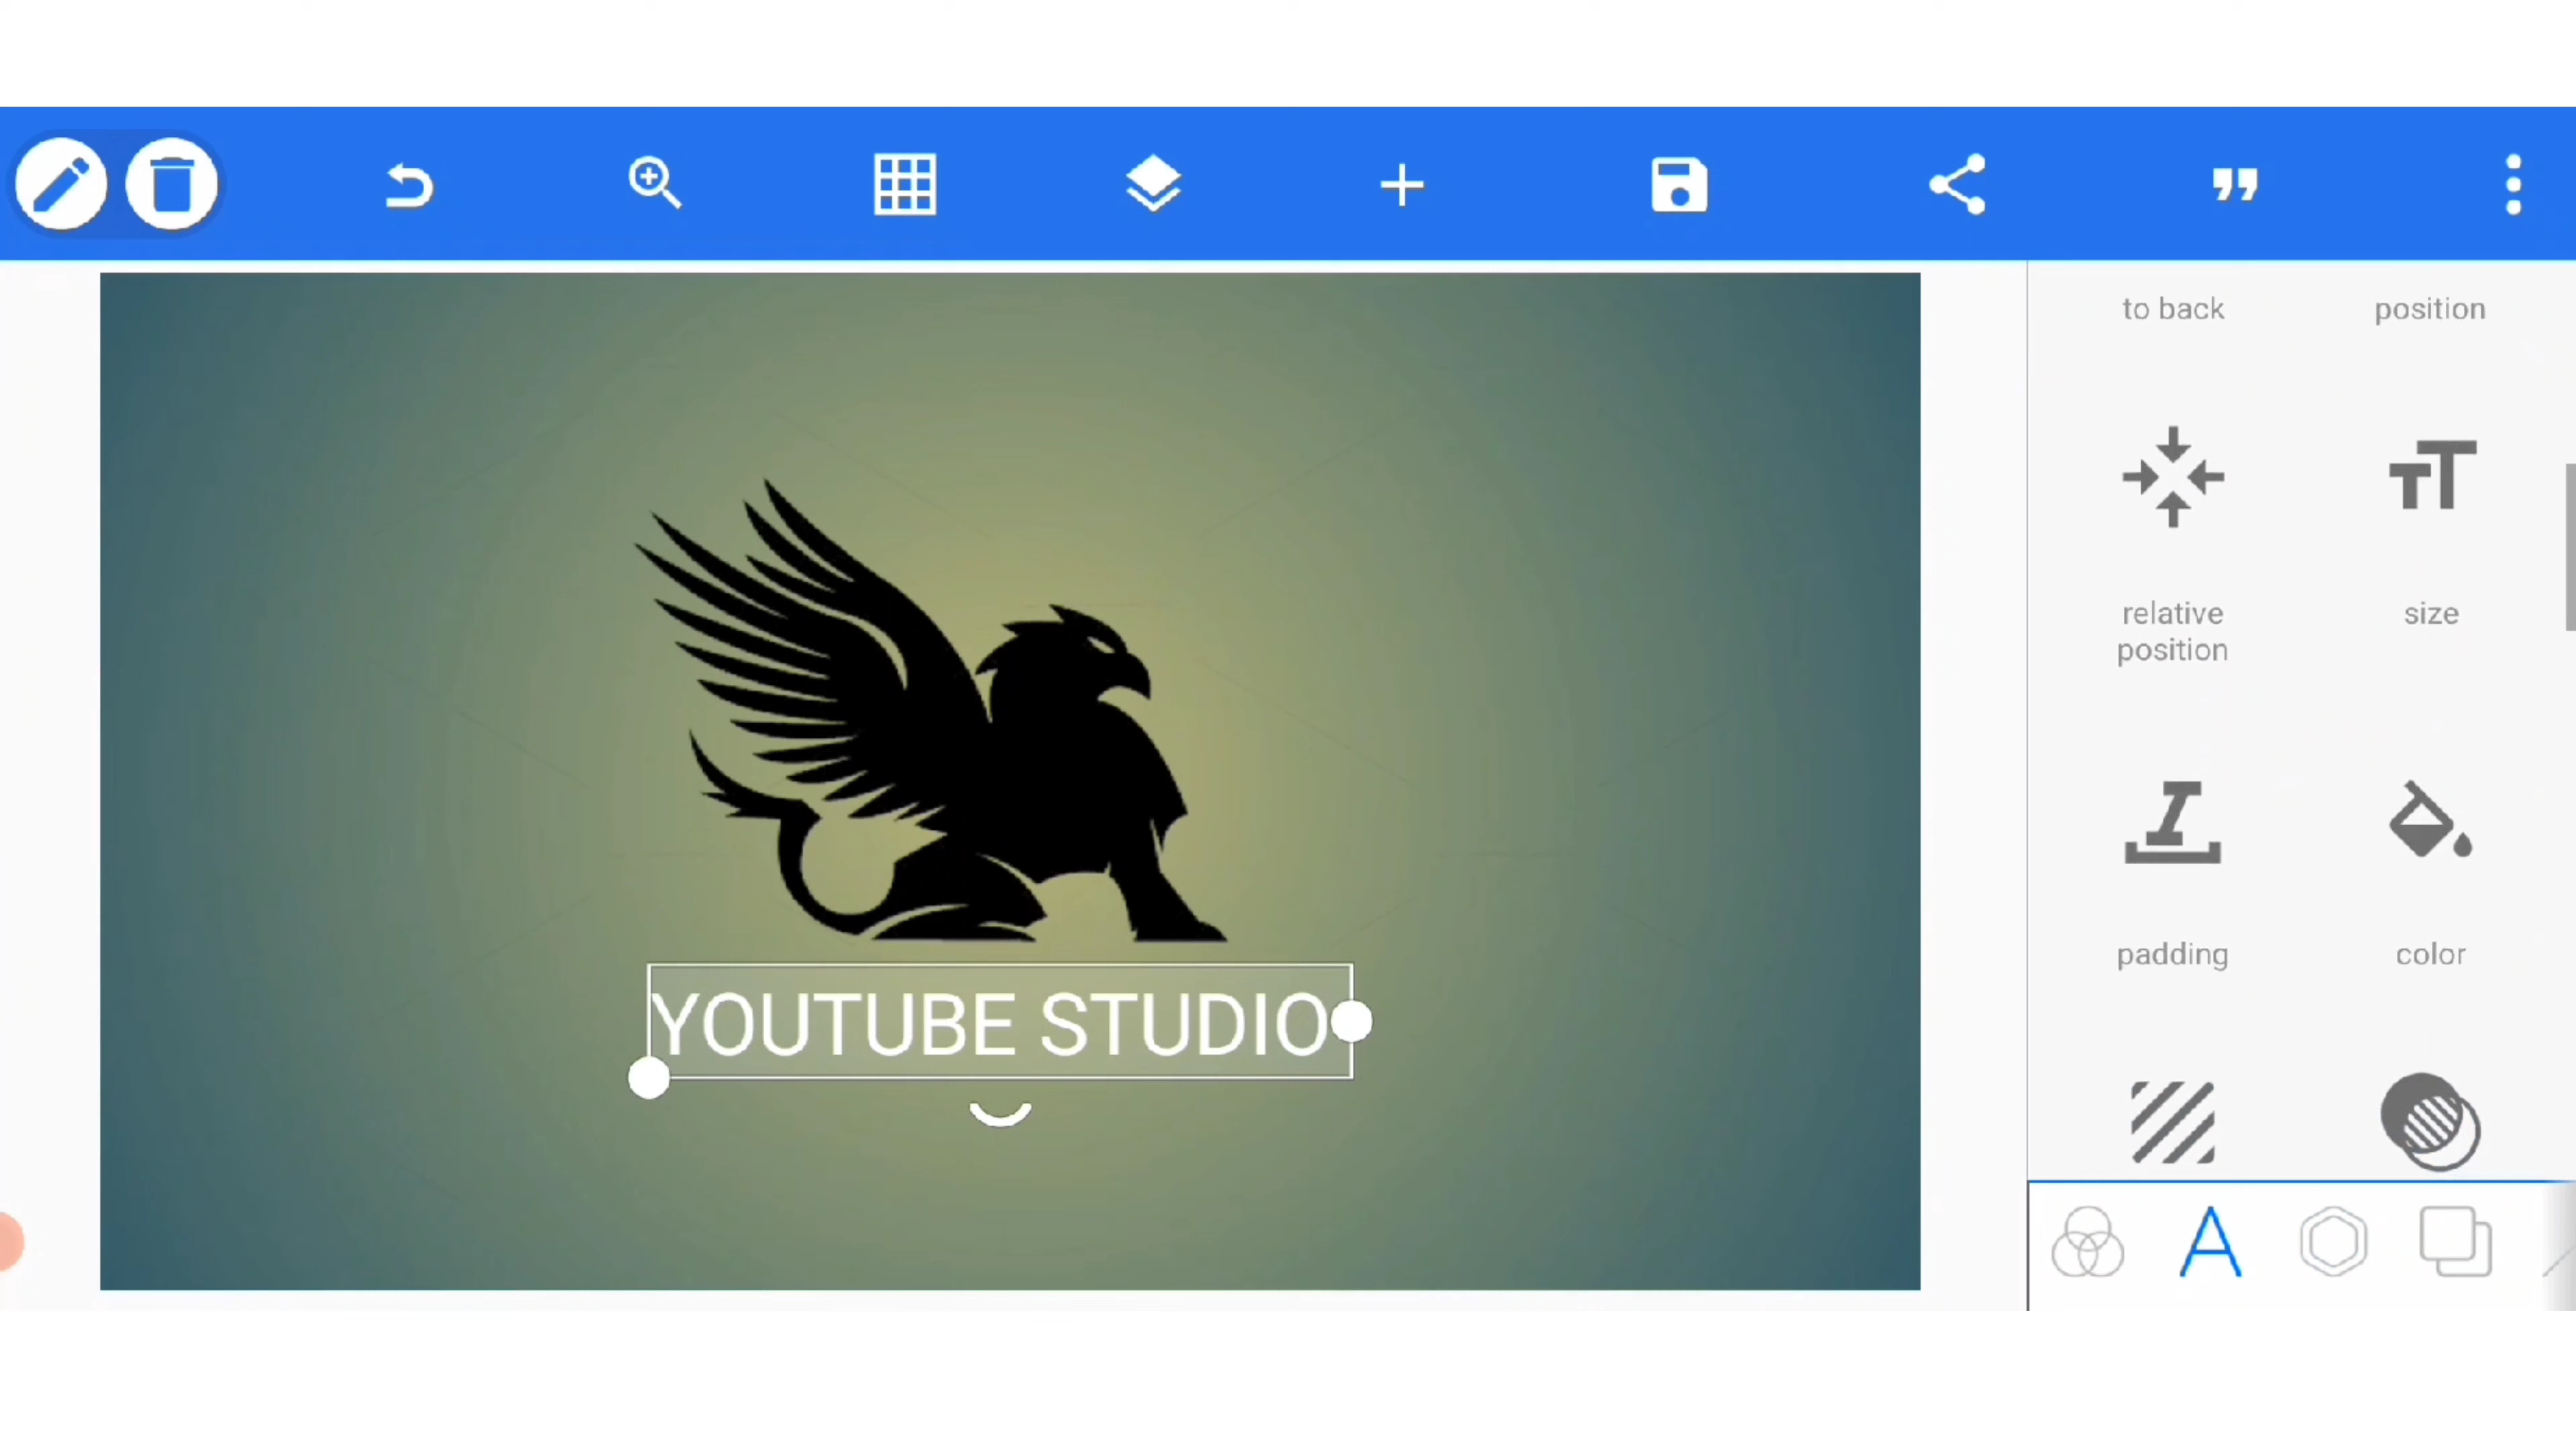 to back
position
relative
position
size
padding
color
YOUTUBE STUDIO